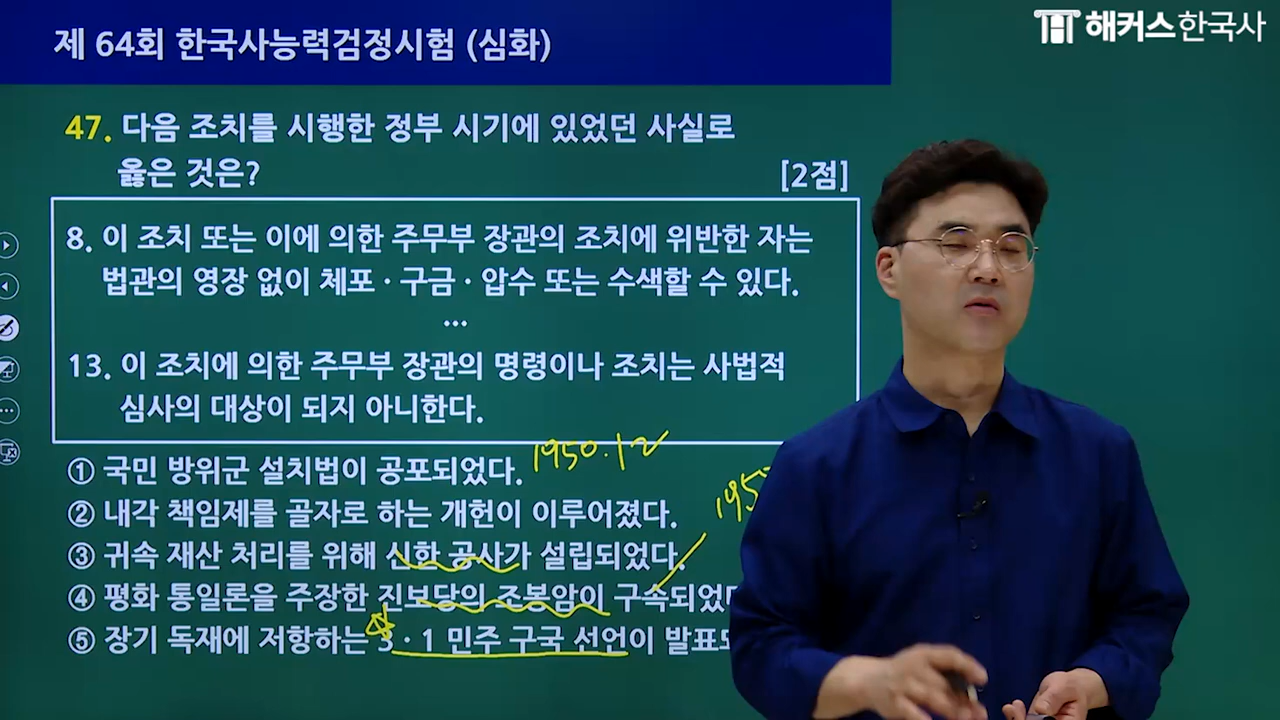 제 64회 한국사능력검정시험 (심화)
해커스한국사
47. 다음 조치를 시행한 정부 시기에 있었던 사실로
옳은 것은? [2점]
8. 이 조치 또는 이에 의한 주무부 장관의 조치에 위반한 자는
법관의 영장 없이 체포·구금·압수 또는 수색할 수 있다.
...
13. 이 조치에 의한 주무부 장관의 명령이나 조치는 사법적
심사의 대상이 되지 아니한다.
① 국민 방위군 설치법이 공포되었다. 1950.12
② 내각 책임제를 골자로 하는 개헌이 이루어졌다.
③ 귀속 재산 처리를 위해 신한 공사가 설립되었다.
④ 평화 통일론을 주장한 진보당의 조봉암이
⑤ 장기 독재에 저항하는 3·1 민주 구국 선언이